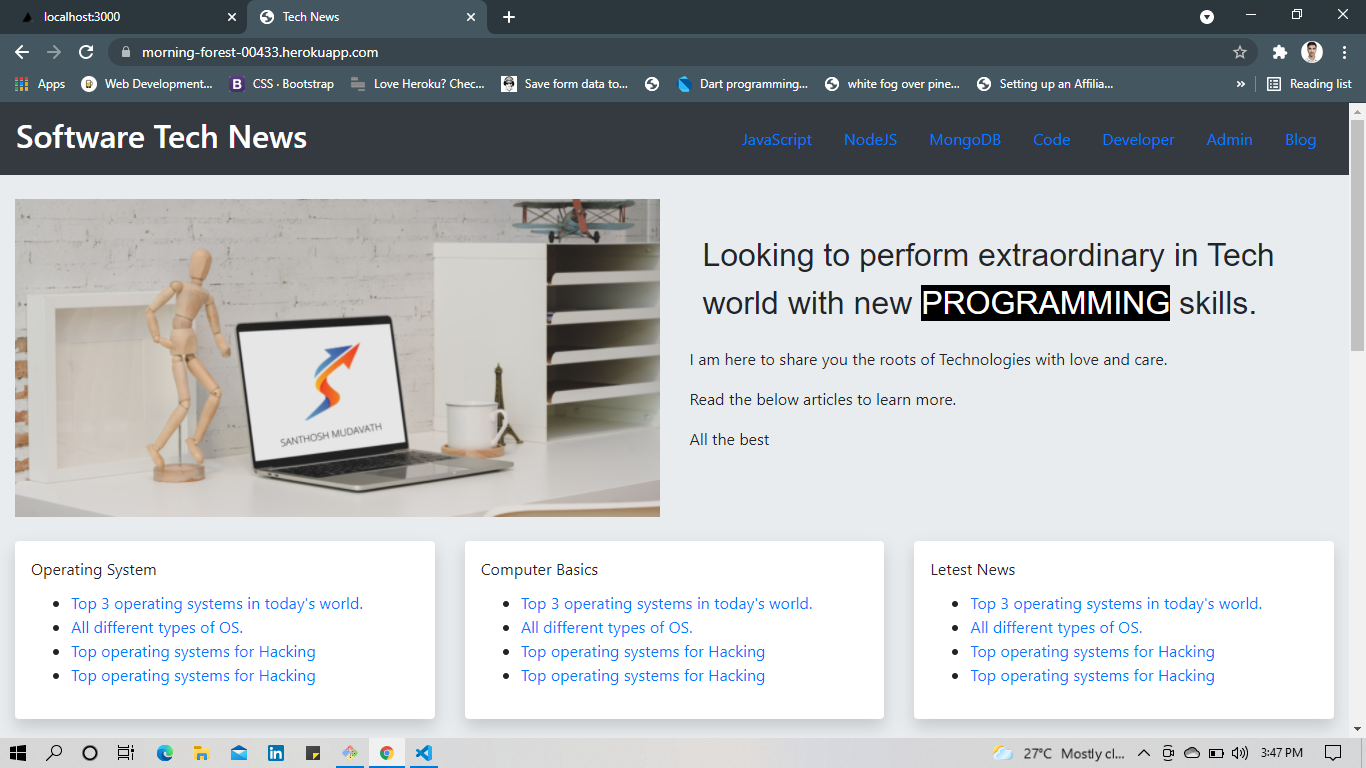 localhost:3000
Tech News
morning-forest-00433.herokuapp.com
Apps
Web Development...
CSS · Bootstrap
Love Heroku? Chec...
Save form data to...
Dart programming...
white fog over pine...
Setting up an Affilia...
»
Reading list
Software Tech News
JavaScript
NodeJS
MongoDB
Code
Developer
Admin
Blog
SANTHOSH MUDAVATH
Looking to perform extraordinary in Tech
world with new PROGRAMMING skills.
I am here to share you the roots of Technologies with love and care.
Read the below articles to learn more.
All the best
Operating System
Top 3 operating systems in today's world.
All different types of OS.
Top operating systems for Hacking
Top operating systems for Hacking
Computer Basics
Top 3 operating systems in today's world.
All different types of OS.
Top operating systems for Hacking
Top operating systems for Hacking
Letest News
Top 3 operating systems in today's world.
All different types of OS.
Top operating systems for Hacking
Top operating systems for Hacking
27°C Mostly cl...
3:47 PM